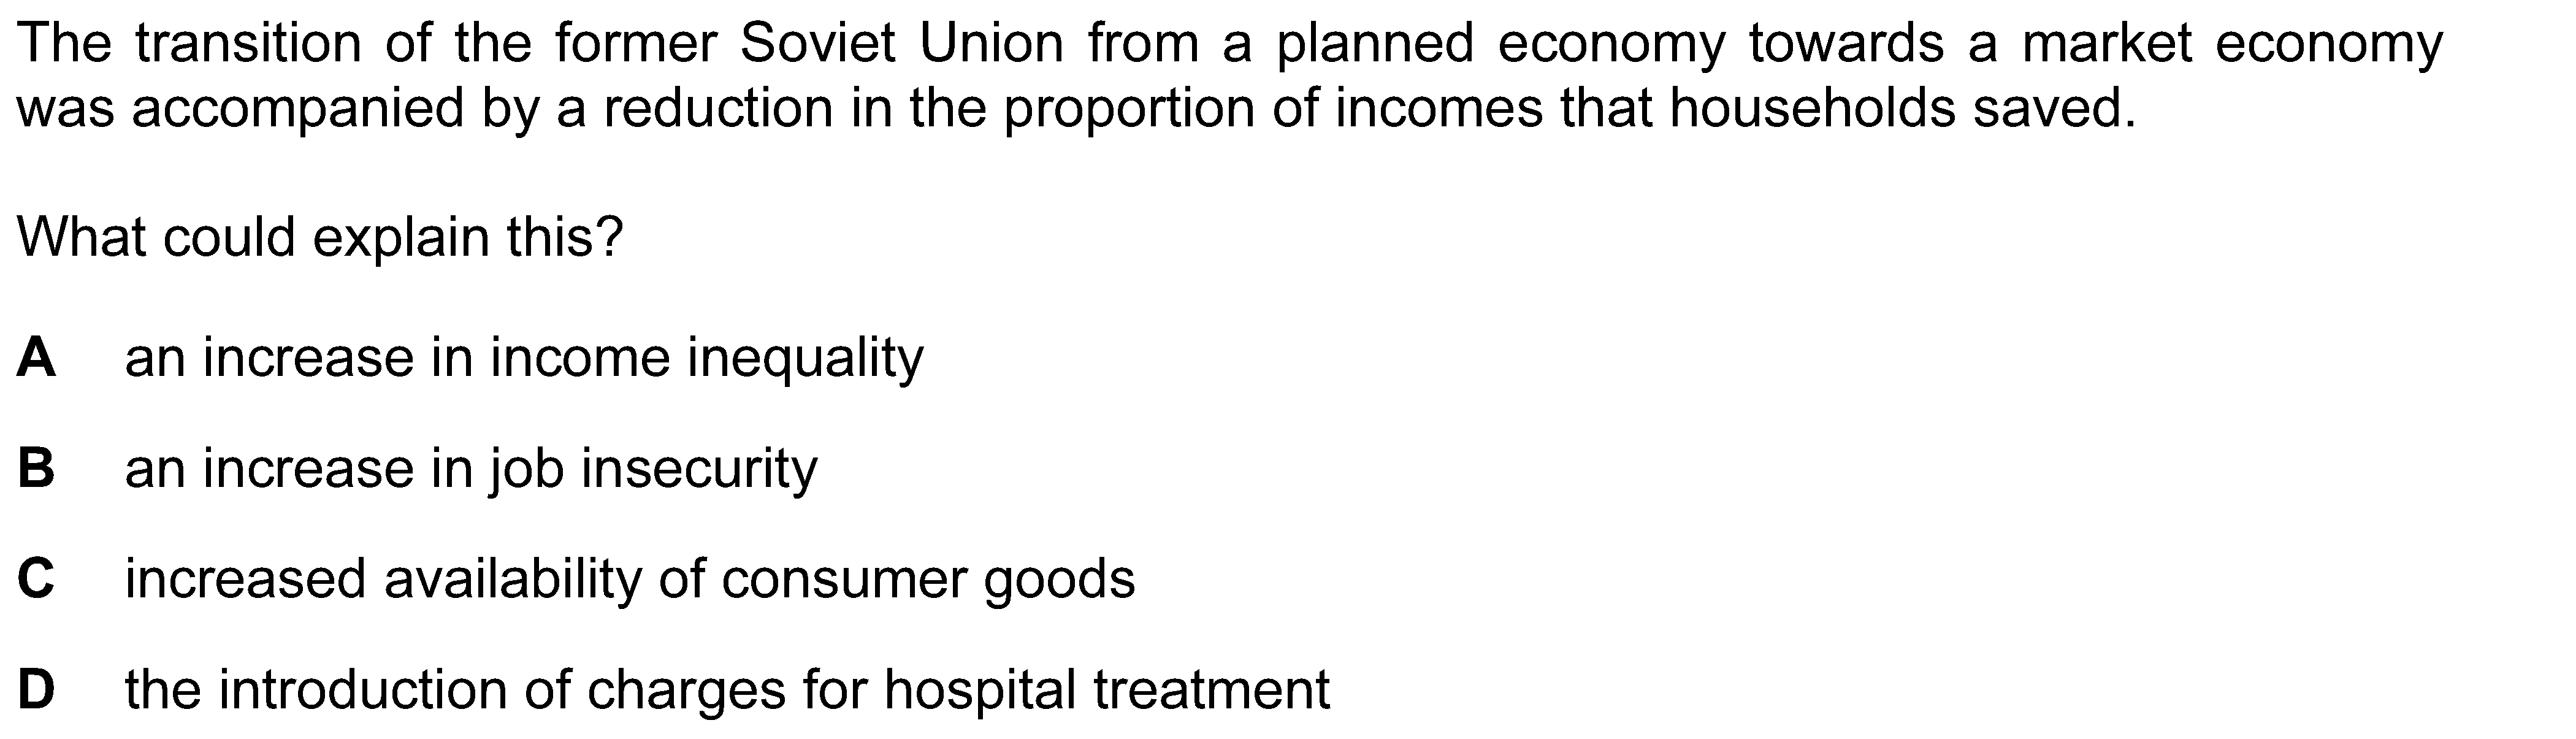 The transition of the former Soviet Union from a planned economy towards a market economy
was accompanied by a reduction in the proportion of incomes that households saved.
What could explain this?
A an increase in income inequality
B an increase in job insecurity
C increased availability of consumer goods
D the introduction of charges for hospital treatment